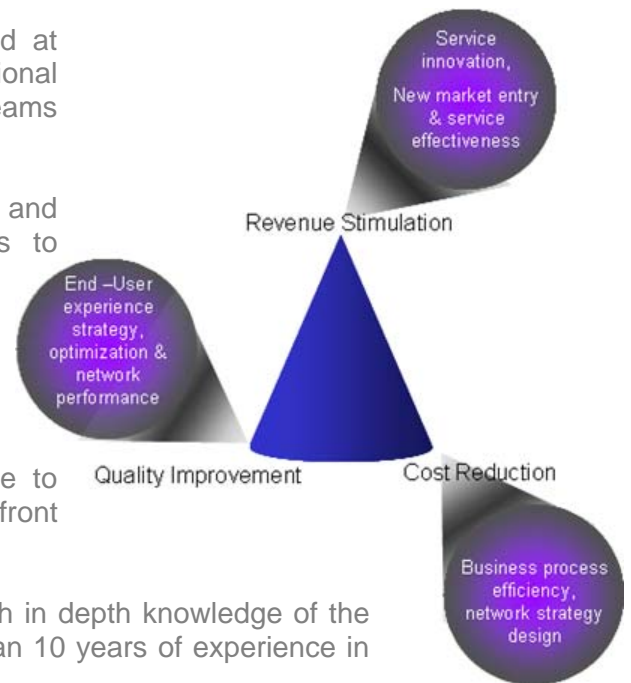 d at
ional
eams
and
s to
e to
front
h in depth knowledge of the
an 10 years of experience in
Service
innovation,
New market entry
& service
effectiveness
Revenue Stimulation
End –User
experience
strategy,
optimization &
network
performance
Quality Improvement
Cost Reduction
Business process
efficiency,
network strategy
design